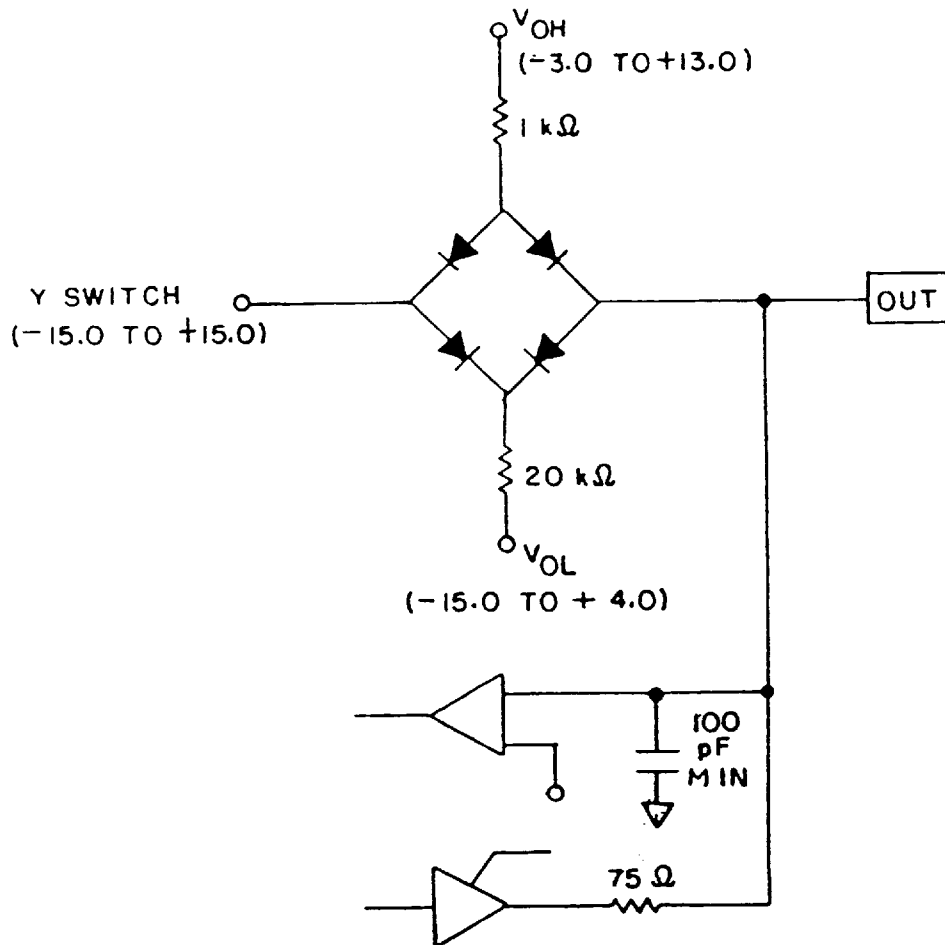 V_OH
(-3.0 TO +13.0)
1 kΩ
Y SWITCH
(-15.0 TO +15.0)
OUT
20 kΩ
V_OL
(-15.0 TO + 4.0)
100
pF
MIN
75 Ω